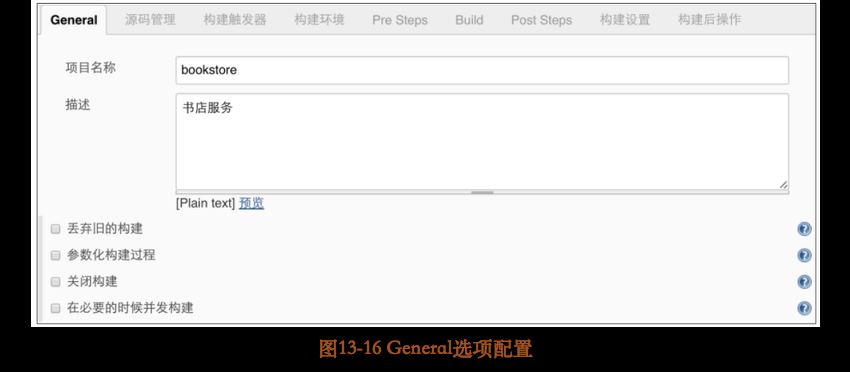 General 源码管理 构建触发器 构建环境 Pre Steps Build Post Steps 构建设置 构建后操作
项目名称 bookstore
描述 书店服务
[Plain text] 预览
丢弃旧的构建
参数化构建过程
关闭构建
在必要的时候并发构建
图13-16 General选项配置